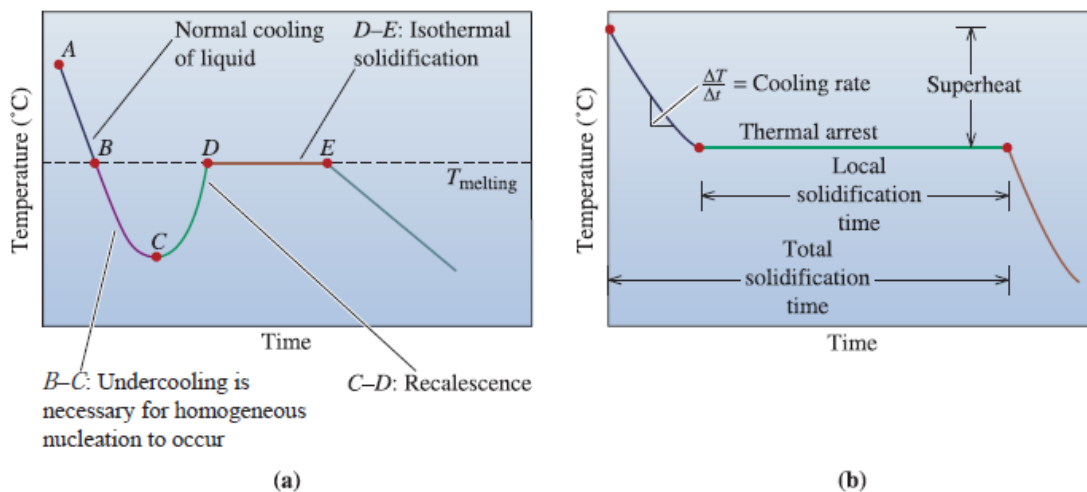 A
Normal cooling
of liquid
D–E: Isothermal
solidification
B
D
E
T melting
C
Temperature (°C)
Time
B–C: Undercooling is
necessary for homogeneous
nucleation to occur
C–D: Recalescence
(a)
ΔT
Δt
= Cooling rate
Superheat
Thermal arrest
Local
solidification
time
Total
solidification
time
Temperature (°C)
Time
(b)